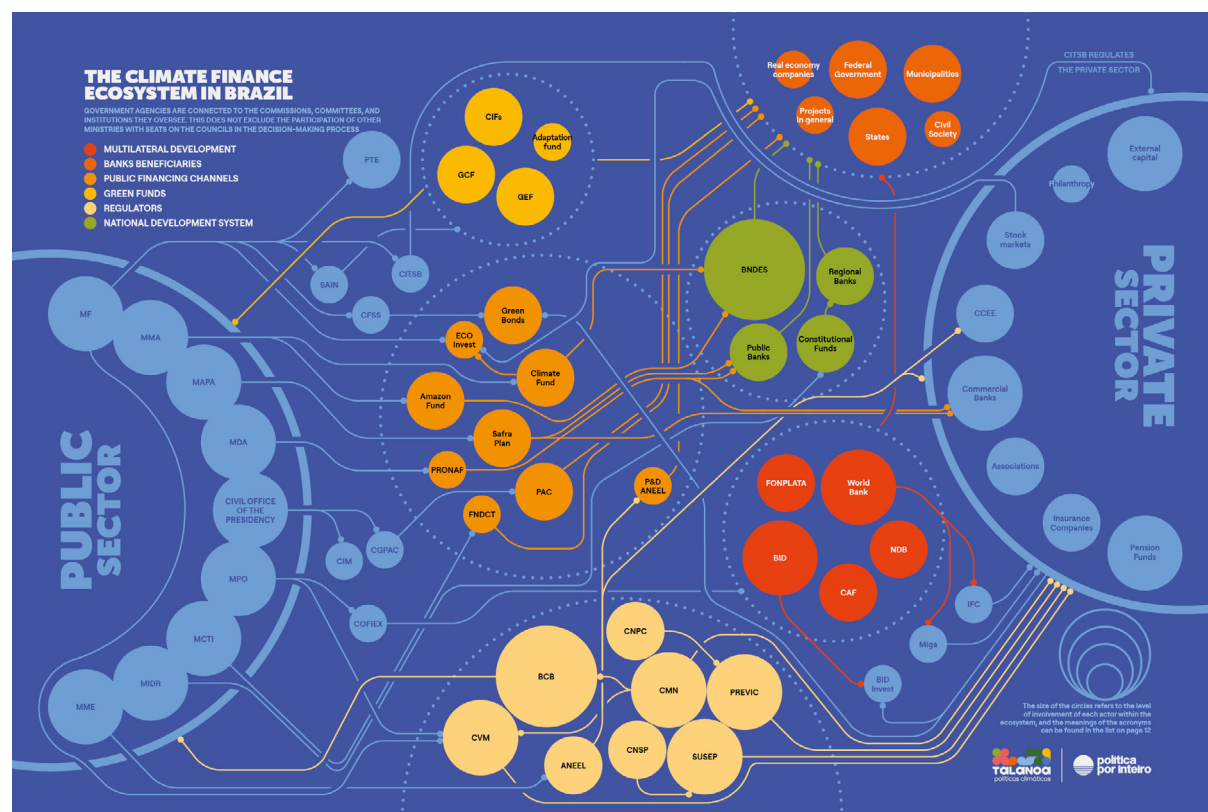 THE CLIMATE FINANCE
ECOSYSTEM IN BRAZIL
GOVERNMENT AGENCIES ARE CONNECTED TO THE COMMISSIONS, COMMITTEES, AND
INSTITUTIONS THEY OVERSEE. THIS DOES NOT EXCLUDE THE PARTICIPATION OF OTHER
MINISTRIES WITH SEATS ON THE COUNCILS IN THE DECISION-MAKING PROCESS
MULTILATERAL DEVELOPMENT
BANKS BENEFICIARIES
PUBLIC FINANCING CHANNELS
GREEN FUNDS
REGULATORS
NATIONAL DEVELOPMENT SYSTEM
PUBLIC
SECTOR
MF
MMA
MAPA
MDA
CIVIL OFFICE
OF THE
PRESIDENCY
MPO
MCTI
MIDR
MME
PTE
SAIN
CITSB
CFSS
CIM
CGPAC
COFIEX
CIFs
Adaptation
fund
GCF
GEF
Green
Bonds
ECO
Invest
Climate
Fund
Amazon
Fund
Safra
Plan
PRONAF
PAC
FNDCT
P&D
ANEEL
Real economy
companies
Federal
Government
Municipalities
Projects
in general
States
Civil
Society
BNDES
Regional
Banks
Public
Banks
Constitutional
Funds
FONPLATA
World
Bank
BID
NDB
CAF
BCB
CNPC
CMN
PREVIC
CVM
ANEEL
CNSP
SUSEP
CITSB REGULATES
THE PRIVATE SECTOR
External
capital
Philanthropy
Stock
markets
CCEE
Commercial
Banks
Associations
Insurance
Companies
Pension
Funds
PRIVATE
SECTOR
IFC
Miga
BID
Invest
The size of the circles refers to the level
of involvement of each actor within the
ecosystem, and the meanings of the acronyms
can be found in the list on page 12
TALANOA
políticas climáticas
política
por inteiro